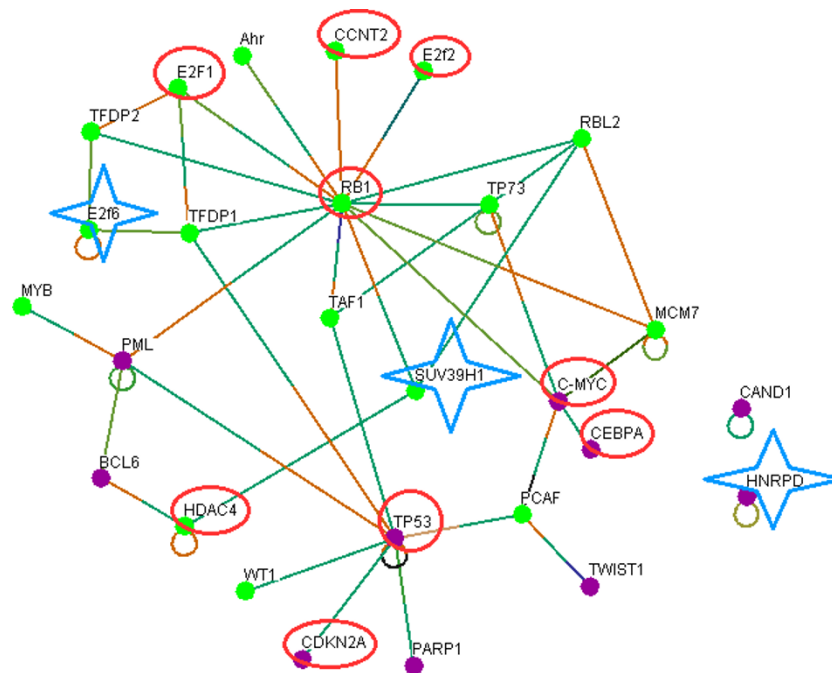 Ahr
CCNT2
E2f2
E2F1
TFDP2
RBL2
RB1
TP73
E2f6
TFDP1
MYB
TAF1
MCM7
PML
SUV39H1
C-MYC
CAND1
CEBPA
BCL6
HNRPD
HDAC4
PCAF
TP53
WT1
TWIST1
CDKN2A
PARP1